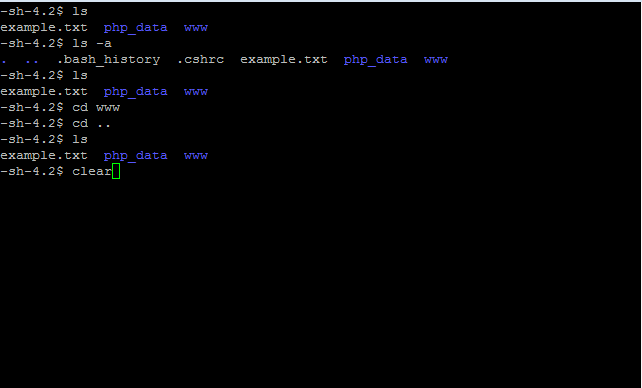 -sh-4.2$ ls
example.txt  php_data  www
-sh-4.2$ ls -a
.  ..  .bash_history  .cshrc  example.txt  php_data  www
-sh-4.2$ ls
example.txt  php_data  www
-sh-4.2$ cd www
-sh-4.2$ cd ..
-sh-4.2$ ls
example.txt  php_data  www
-sh-4.2$ clear